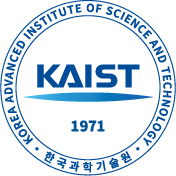 KOREA ADVANCED INSTITUTE OF SCIENCE AND TECHNOLOGY
KAIST
1971
한국과학기술원